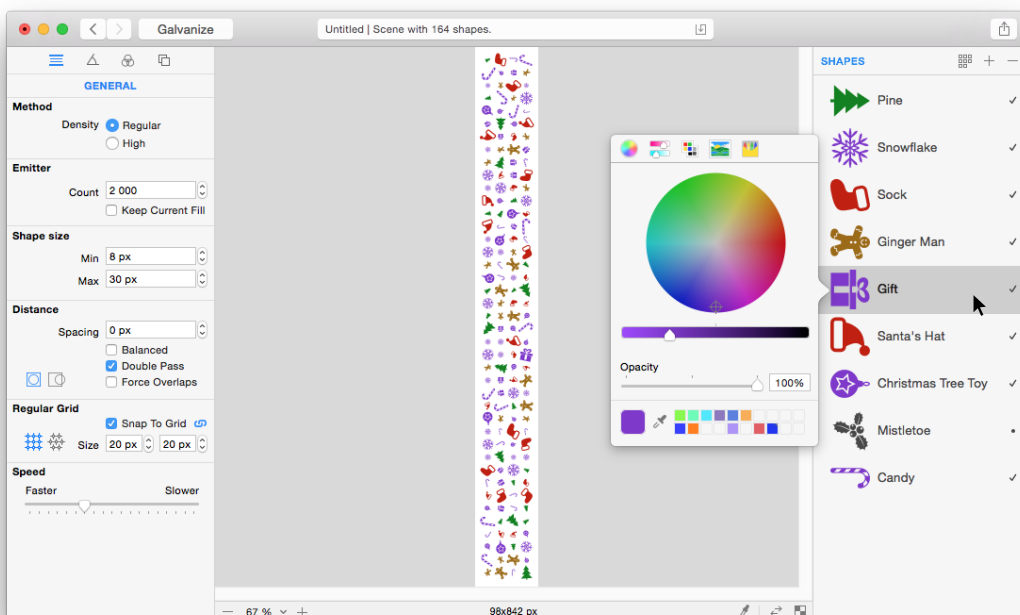 Galvanize
Untitled | Scene with 164 shapes.
GENERAL
Method
Density Regular
High
Emitter
Count 2 000
Keep Current Fill
Shape size
Min 8 px
Max 30 px
Distance
Spacing 0 px
Balanced
Double Pass
Force Overlaps
Regular Grid
Snap To Grid
Size 20 px 20 px
Speed
Faster Slower
67 %
98x842 px
Opacity
100%
SHAPES
Pine
Snowflake
Sock
Ginger Man
Gift
Santa's Hat
Christmas Tree Toy
Mistletoe
Candy